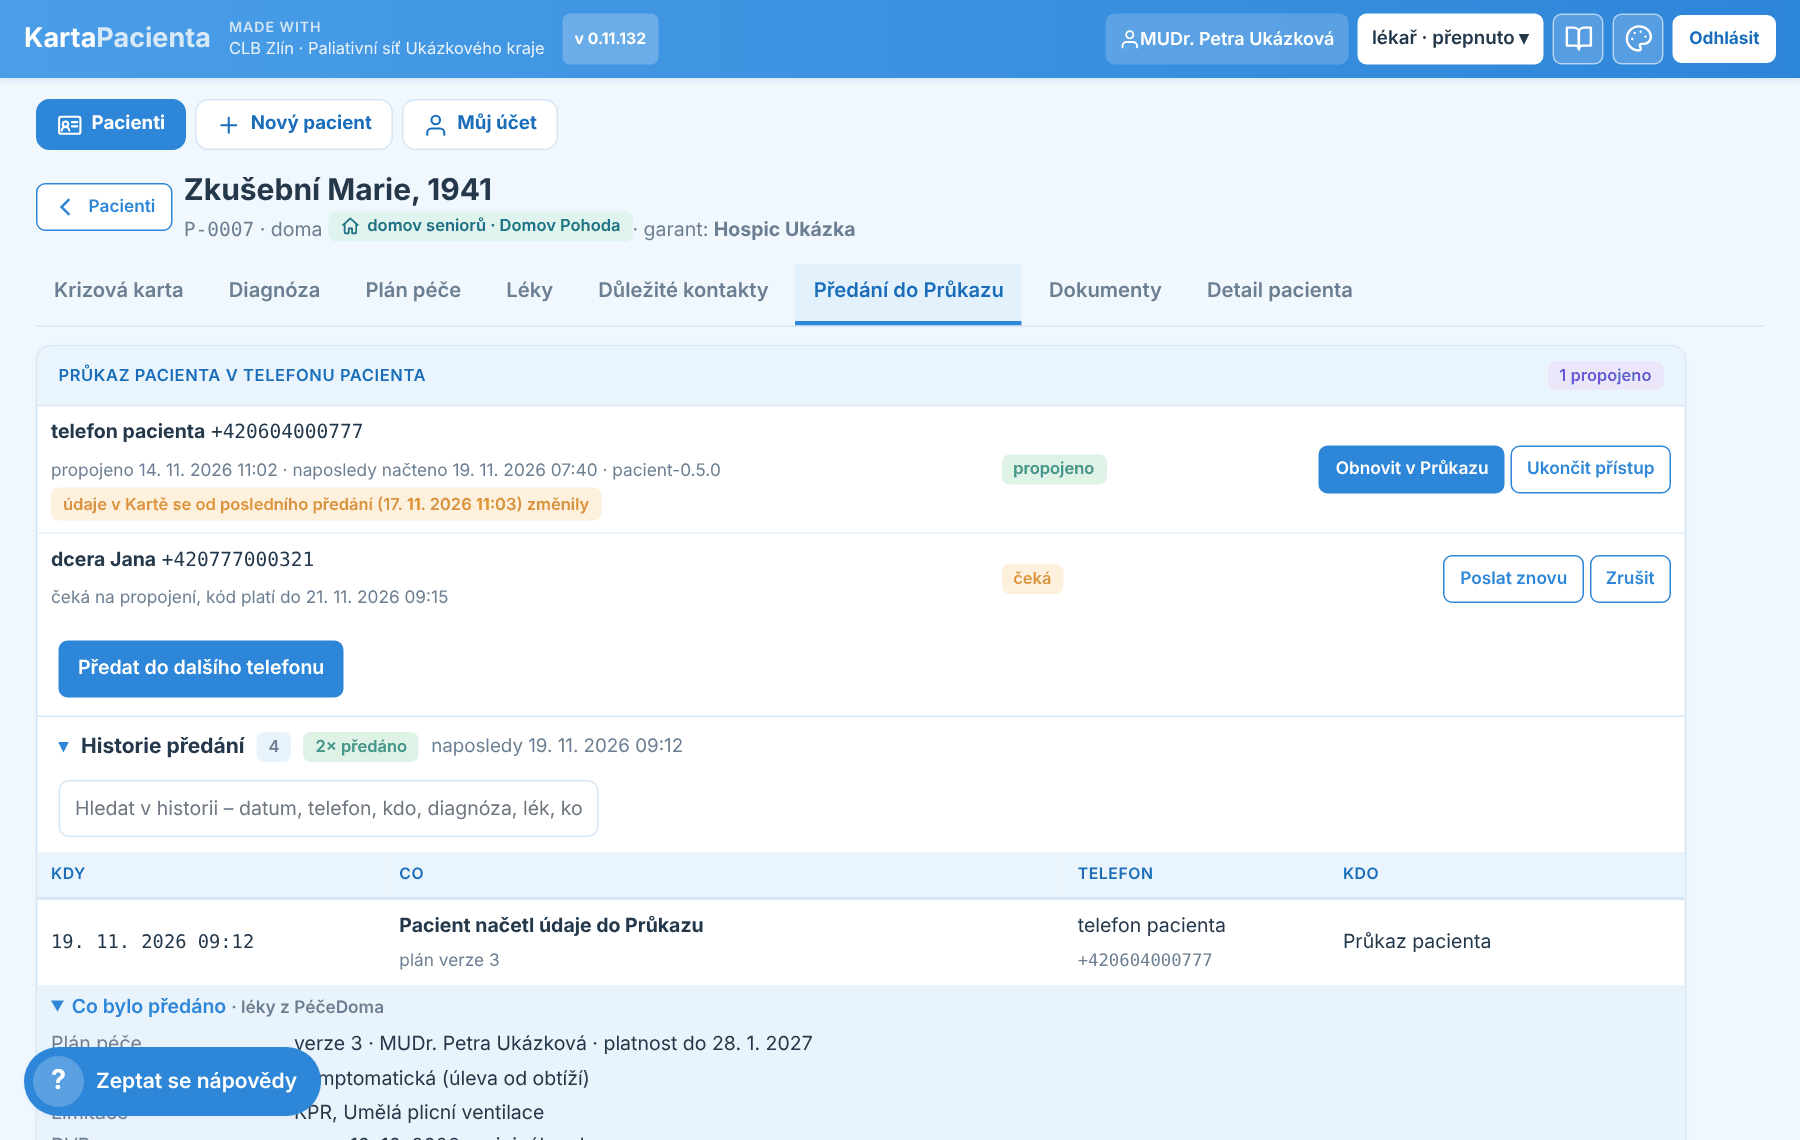 KartaPacienta
MADE WITH
CLB Zlín · Paliativní síť Ukázkového kraje
v 0.11.132
MUDr. Petra Ukázková
lékař · přepnuto ▾
Odhlásit
Pacienti
Nový pacient
Můj účet
Pacienti
Zkušební Marie, 1941
P-0007 · doma domov seniorů · Domov Pohoda · garant: Hospic Ukázka
Krizová karta
Diagnóza
Plán péče
Léky
Důležité kontakty
Předání do Průkazu
Dokumenty
Detail pacienta
PRŮKAZ PACIENTA V TELEFONU PACIENTA
1 propojeno
telefon pacienta +420604000777
propojeno 14. 11. 2026 11:02 · naposledy načteno 19. 11. 2026 07:40 · pacient-0.5.0
údaje v Kartě se od posledního předání (17. 11. 2026 11:03) změnily
propojeno
Obnovit v Průkazu
Ukončit přístup
dcera Jana +420777000321
čeká na propojení, kód platí do 21. 11. 2026 09:15
čeká
Poslat znovu
Zrušit
Předat do dalšího telefonu
▼ Historie předání 4 2× předáno naposledy 19. 11. 2026 09:12
Hledat v historii – datum, telefon, kdo, diagnóza, lék, ko
KDY CO TELEFON KDO
19. 11. 2026 09:12
Pacient načetl údaje do Průkazu
plán verze 3
telefon pacienta
+420604000777
Průkaz pacienta
▼ Co bylo předáno · léky z PéčeDoma
Plán péče verze 3 · MUDr. Petra Ukázková · platnost do 28. 1. 2027
(úleva od obtíží)
KPR, Umělá plicní ventilace
? Zeptat se nápovědy